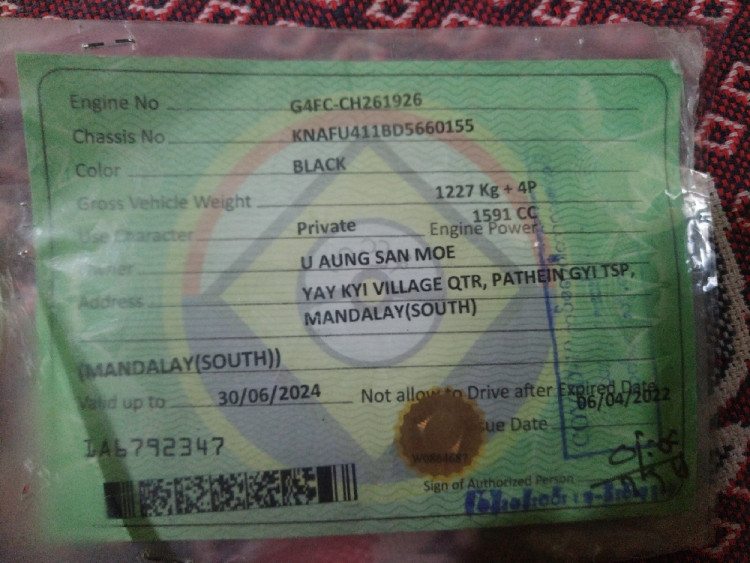 Engine No G4FC-CH261926
Chassis No KNAFU411BD5660155
Color BLACK
Gross Vehicle Weight 1227 Kg + 4P
1591 CC
Use Character Private Engine Power
Owner U AUNG SAN MOE
Address YAY KYI VILLAGE QTR, PATHEIN GYI TSP,
MANDALAY(SOUTH)
(MANDALAY(SOUTH))
Valid up to 30/06/2024 Not allow to Drive after Expired Date
06/04/2022
ue Date
1A6792347
Sign of Authorized Person